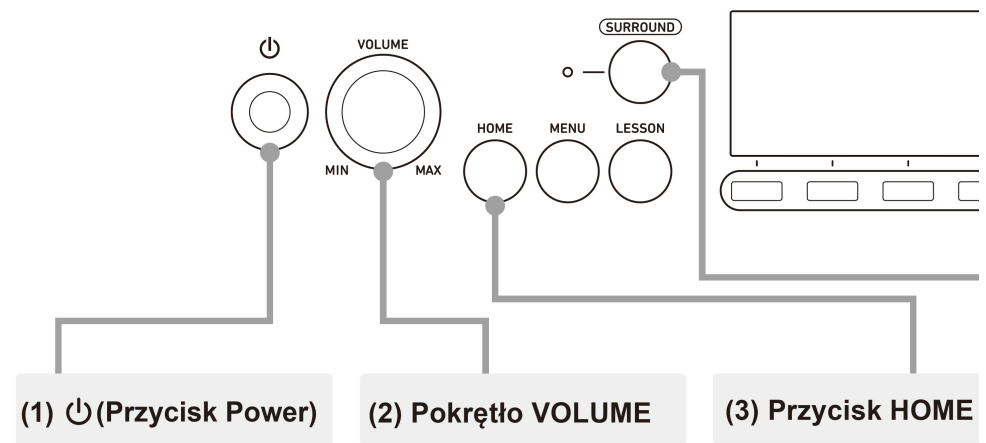 SURROUND
VOLUME
HOME MENU LESSON
MIN MAX
(1) ⏻ (Przycisk Power)
(2) Pokrętło VOLUME
(3) Przycisk HOME